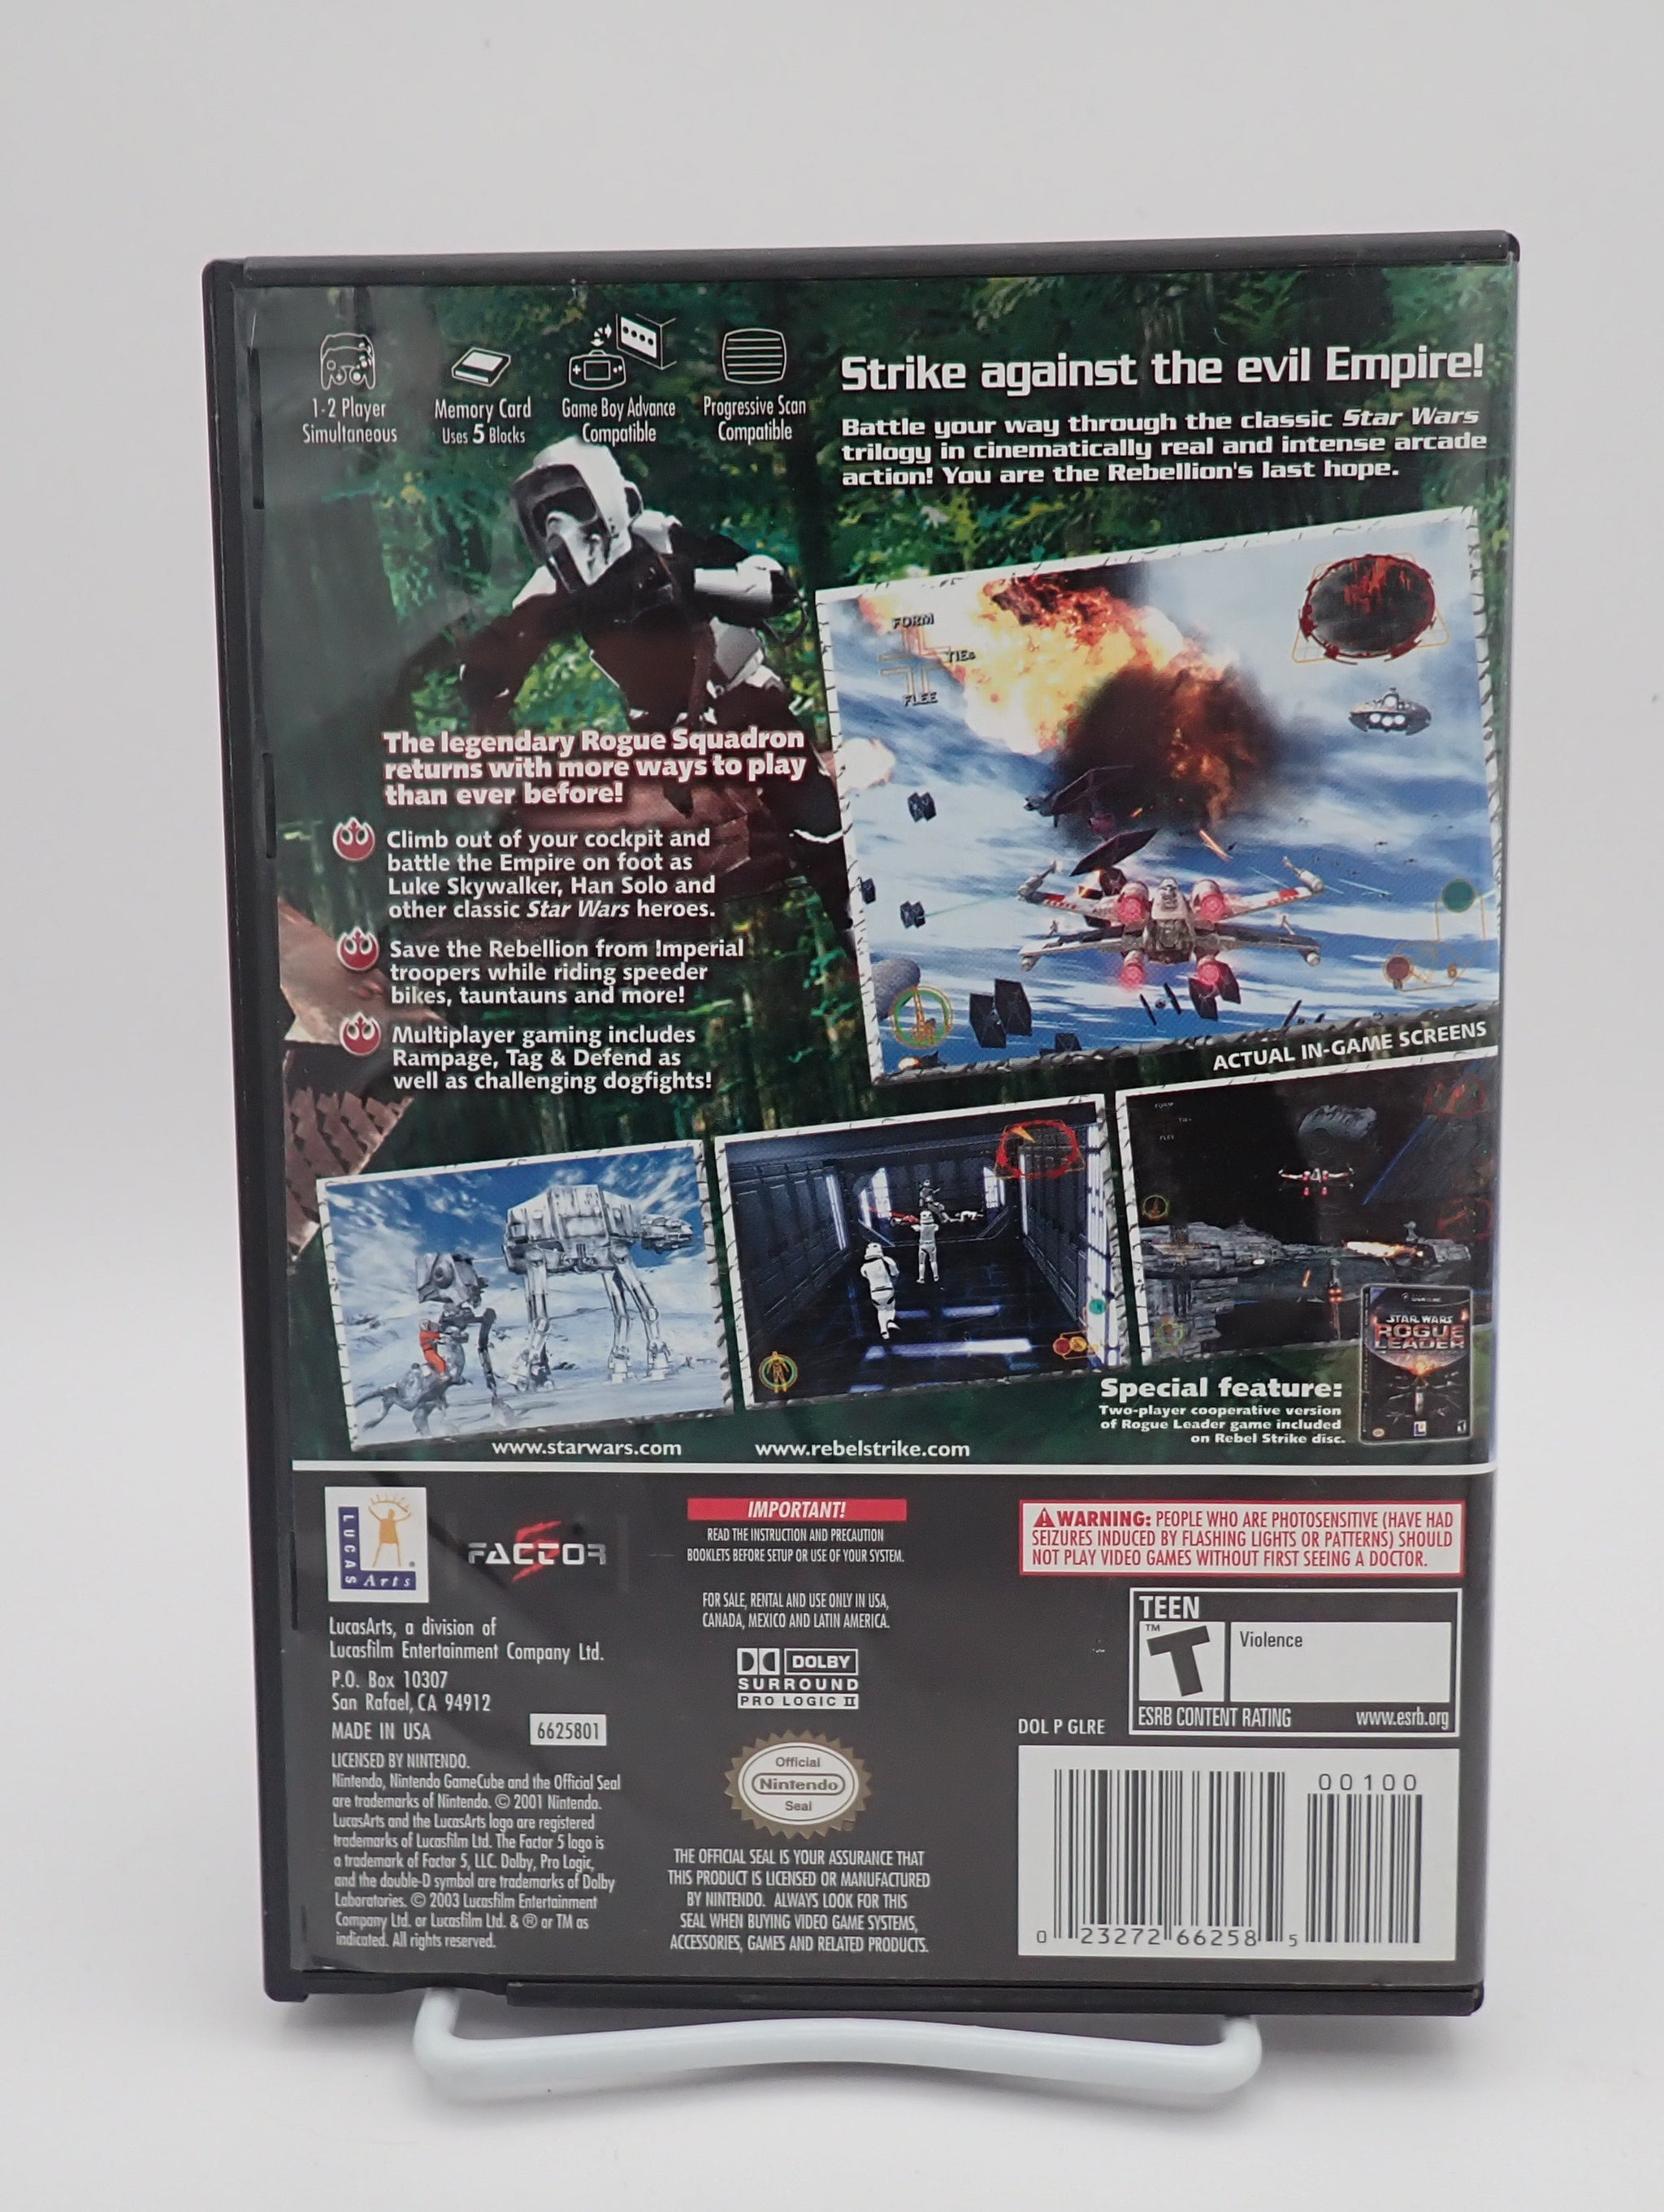 1-2 Player
Simultaneous
Memory Card
Uses 5 Blocks
Game Boy Advance
Compatible
Progressive Scan
Compatible
Strike against the evil Empire!
Battle your way through the classic Star Wars
trilogy in cinematically real and intense arcade
action! You are the Rebellion's last hope.
FORM
TIEs
FLEE
The legendary Rogue Squadron
returns with more ways to play
than ever before!
Climb out of your cockpit and
battle the Empire on foot as
Luke Skywalker, Han Solo and
other classic Star Wars heroes.
Save the Rebellion from Imperial
troopers while riding speeder
bikes, tauntauns and more!
Multiplayer gaming includes
Rampage, Tag & Defend as
well as challenging dogfights!
6
ACTUAL IN-GAME SCREENS
FORM
TIEs
FLEE
STAR WARS
ROGUE
LEADER
Special feature:
Two-player cooperative version
of Rogue Leader game included
on Rebel Strike disc.
www.starwars.com
www.rebelstrike.com
LUCAS
Arts
FACTOR
5
IMPORTANT!
READ THE INSTRUCTION AND PRECAUTION
BOOKLETS BEFORE SETUP OR USE OF YOUR SYSTEM.
WARNING: PEOPLE WHO ARE PHOTOSENSITIVE (HAVE HAD
SEIZURES INDUCED BY FLASHING LIGHTS OR PATTERNS) SHOULD
NOT PLAY VIDEO GAMES WITHOUT FIRST SEEING A DOCTOR.
FOR SALE, RENTAL AND USE ONLY IN USA,
CANADA, MEXICO AND LATIN AMERICA.
DOLBY
SURROUND
PRO LOGIC II
TEEN
T
TM
Violence
ESRB CONTENT RATING
www.esrb.org
DOL P GLRE
LucasArts, a division of
Lucasfilm Entertainment Company Ltd.
P.O. Box 10307
San Rafael, CA 94912
MADE IN USA
6625801
LICENSED BY NINTENDO.
Nintendo, Nintendo GameCube and the Official Seal
are trademarks of Nintendo. © 2001 Nintendo.
LucasArts and the LucasArts logo are registered
trademarks of Lucasfilm Ltd. The Factor 5 logo is
a trademark of Factor 5, LLC. Dolby, Pro Logic,
and the double-D symbol are trademarks of Dolby
Laboratories. © 2003 Lucasfilm Entertainment
Company Ltd. or Lucasfilm Ltd. & ® or TM as
indicated. All rights reserved.
Official
Nintendo
Seal
THE OFFICIAL SEAL IS YOUR ASSURANCE THAT
THIS PRODUCT IS LICENSED OR MANUFACTURED
BY NINTENDO. ALWAYS LOOK FOR THIS
SEAL WHEN BUYING VIDEO GAME SYSTEMS,
ACCESSORIES, GAMES AND RELATED PRODUCTS.
00100
0 23272 66258 5